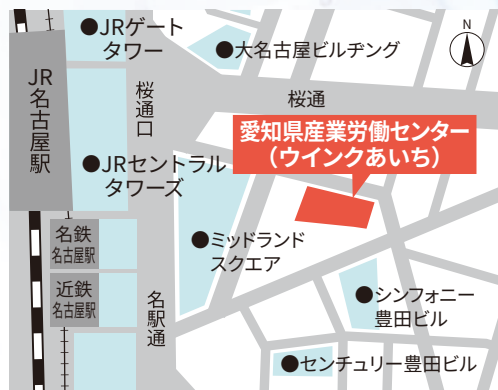 ●JRゲート
タワー
●大名古屋ビルヂング
N
JR名古屋駅
桜通口
桜通
愛知県産業労働センター
（ウインクあいち）
●JRセントラル
タワーズ
名鉄
名古屋駅
●ミッドランド
スクエア
近鉄
名古屋駅
名駅通
●シンフォニー
豊田ビル
●センチュリー豊田ビル